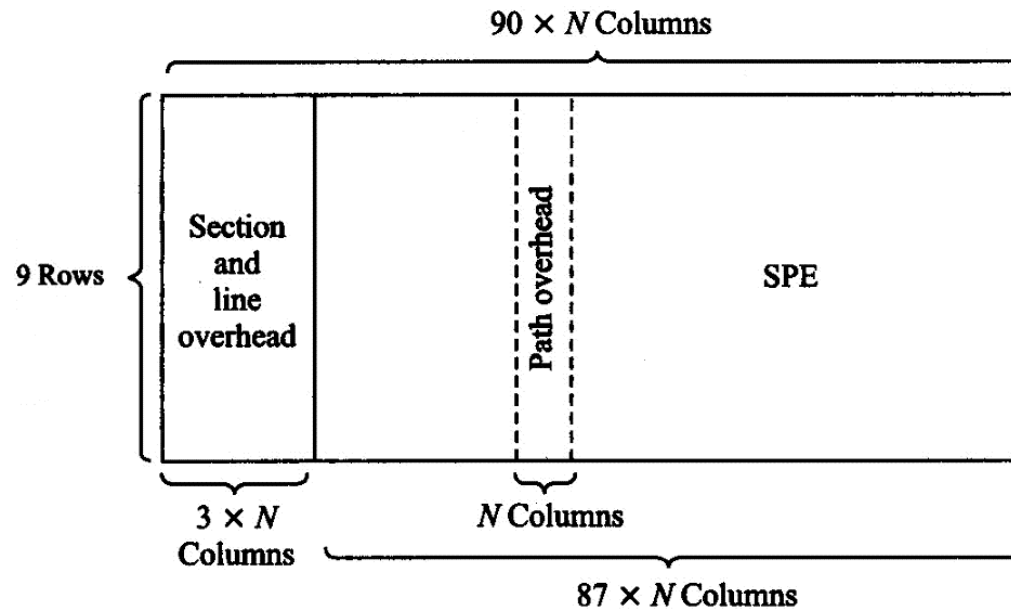 90 × N Columns
9 Rows
Section
and
line
overhead
Path overhead
SPE
3 × N
Columns
N Columns
87 × N Columns